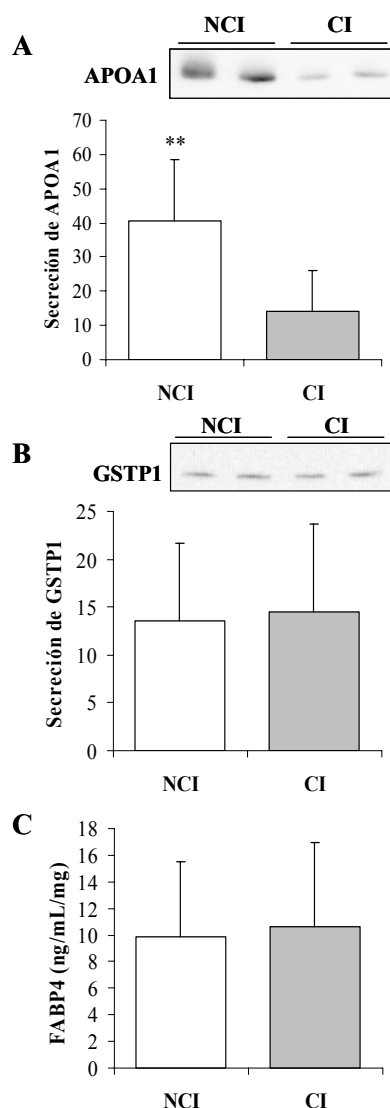 A
NCI CI
APOA1
**
Secreción de APOA1
70
60
50
40
30
20
10
0
NCI CI
B
NCI CI
GSTP1
Secreción de GSTP1
25
20
15
10
5
0
NCI CI
C
FABP4 (ng/mL/mg)
18
16
14
12
10
8
6
4
2
0
NCI CI